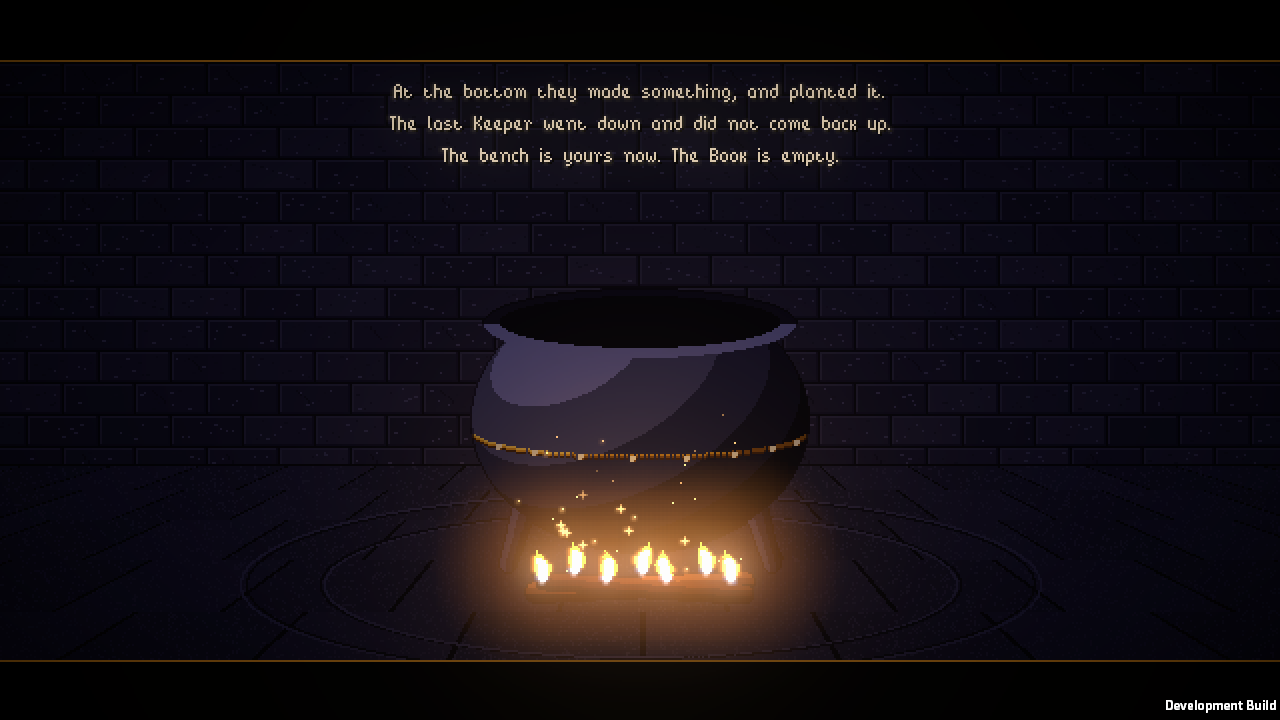 At the bottom they made something, and planted it.
The last Keeper went down and did not come back up.
The bench is yours now. The Book is empty.
Development Build